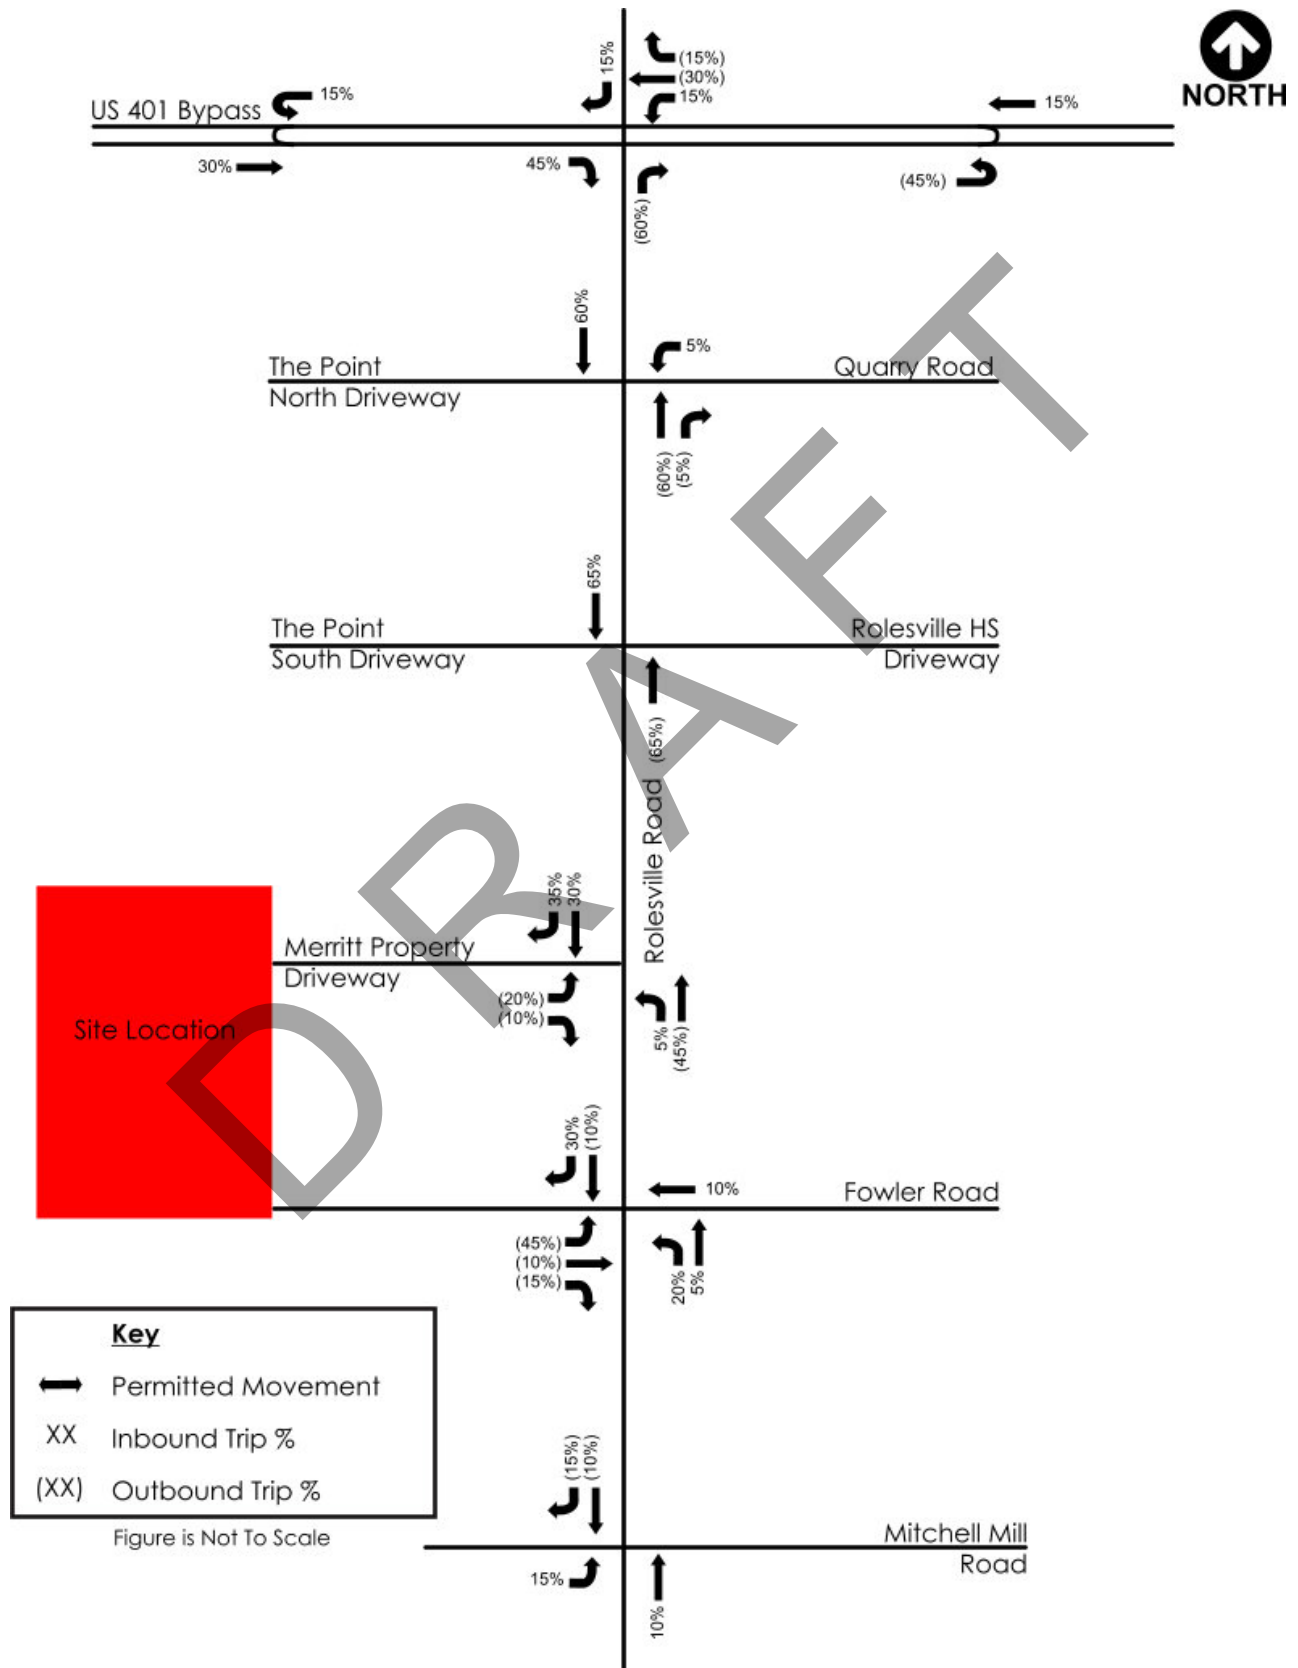 15%
(15%)
(30%)
15%
NORTH
US 401 Bypass
15%
15%
30%
45%
(60%)
(45%)
60%
5%
The Point
North Driveway
Quarry Road
(60%)
(5%)
65%
The Point
South Driveway
Rolesville HS
Driveway
(65%)
Rolesville Road
35%
30%
Merritt Property
Driveway
(20%)
(10%)
5%
(45%)
Site Location
30%
(10%)
10%
Fowler Road
(45%)
(10%)
(15%)
20%
5%
Key
Permitted Movement
XX Inbound Trip %
(XX) Outbound Trip %
Figure is Not To Scale
(15%)
(10%)
Mitchell Mill
Road
15%
10%
DRAFT